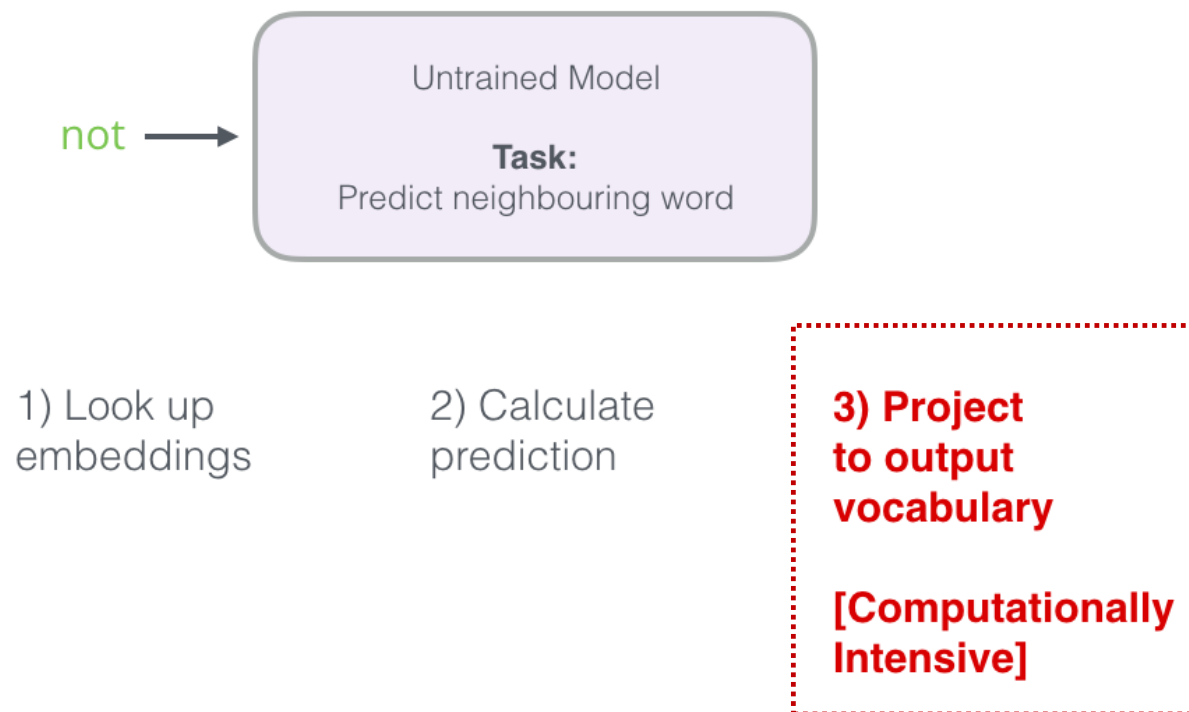 Untrained Model
not
Task:
Predict neighbouring word
1) Look up
embeddings
2) Calculate
prediction
3) Project
to output
vocabulary
[Computationally
Intensive]